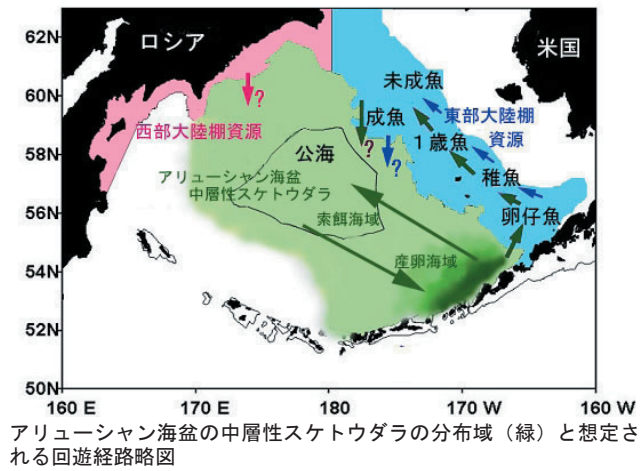 62N
60N
58N
56N
54N
52N
50N
160 E
170 E
180
170 W
160 W
ロシア
米国
未成魚
成魚
東部大陸棚
資源
?
西部大陸棚資源
１歳魚
?
?
公海
稚魚
アリューシャン海盆
中層性スケトウダラ
卵仔魚
索餌海域
産卵海域
アリューシャン海盆の中層性スケトウダラの分布域（緑）と想定さ
れる回遊経路略図